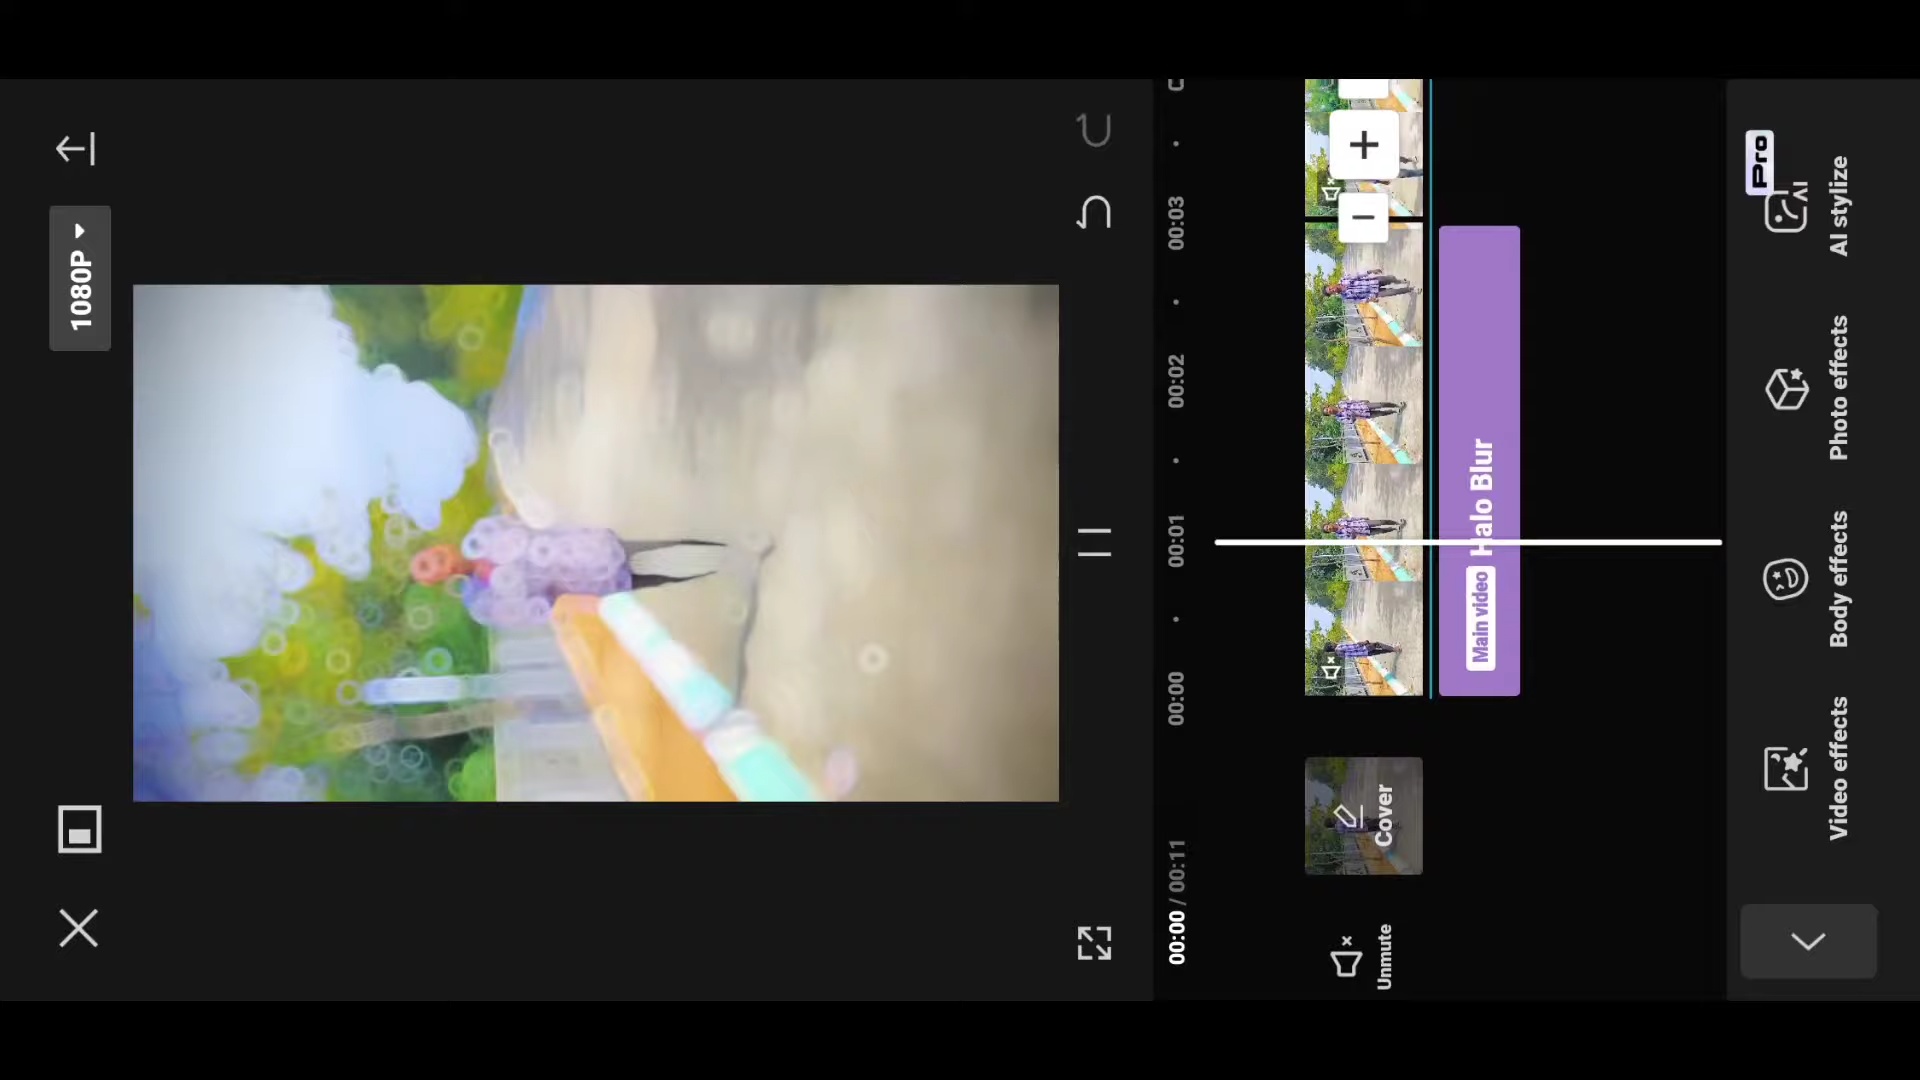 1080P
00:00 / 00:11
00:00
00:01
00:02
00:03
Unmute
Cover
Main video
Halo Blur
Video effects
Body effects
Photo effects
AI stylize
Pro